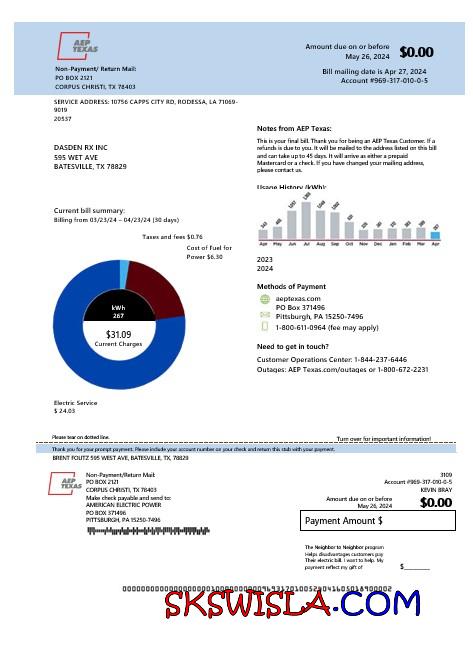 AEP
TEXAS
Non-Payment/ Return Mail:
PO BOX 2121
CORPUS CHRISTI, TX 78403
Amount due on or before
May 26, 2024 $0.00
Bill mailing date is Apr 27, 2024
Account #969-317-010-0-5
SERVICE ADDRESS: 10756 CAPPS CITY RD, RODESSA, LA 71069-
9019
20537
DASDEN RX INC
595 WET AVE
BATESVILLE, TX 78829
Notes from AEP Texas:
This is your final bill. Thank you for being an AEP Texas Customer. If a
refunds is due to you. It will be mailed to the address listed on this bill
and can take up to 45 days. It will arrive as either a prepaid
Mastercard or a check. If you have changed your mailing address,
please contact us.
Usage History (kWh):
Apr May Jun Jul Aug Sep Oct Nov Dec Jan Feb Mar Apr
2023
2024
Current bill summary:
Billing from 03/23/24 – 04/23/24 (30 days)
Taxes and fees $0.76
Cost of Fuel for
Power $6.30
kWh
267
$31.09
Current Charges
Electric Service
$ 24.03
Methods of Payment
aeptexas.com
PO Box 371496
Pittsburgh, PA 15250-7496
1-800-611-0964 (fee may apply)
Need to get in touch?
Customer Operations Center: 1-844-237-6446
Outages: AEP Texas.com/outages or 1-800-672-2231
Please tear on dotted line.
Turn over for important information!
Thank you for your prompt payment. Please include your account number on your check and return this stub with your payment.
BRENT FOUTZ 595 WEST AVE, BATESVILLE, TX, 78829
AEP
TEXAS
Non-Payment/Return Mail:
PO BOX 2121
CORPUS CHRISTI, TX 78403
Make check payable and send to:
AMERICAN ELECTRIC POWER
PO BOX 371496
PITTSBURGH, PA 15250-7496
3109
Account #969-317-010-0-5
KEVIN BRAY
Amount due on or before
May 26, 2024 $0.00
Payment Amount $
The Neighbor to Neighbor program
Helps disadvantages customers pay
Their electric bill. I want to help. My
payment reflect my gift of $
SKSWISLA.COM